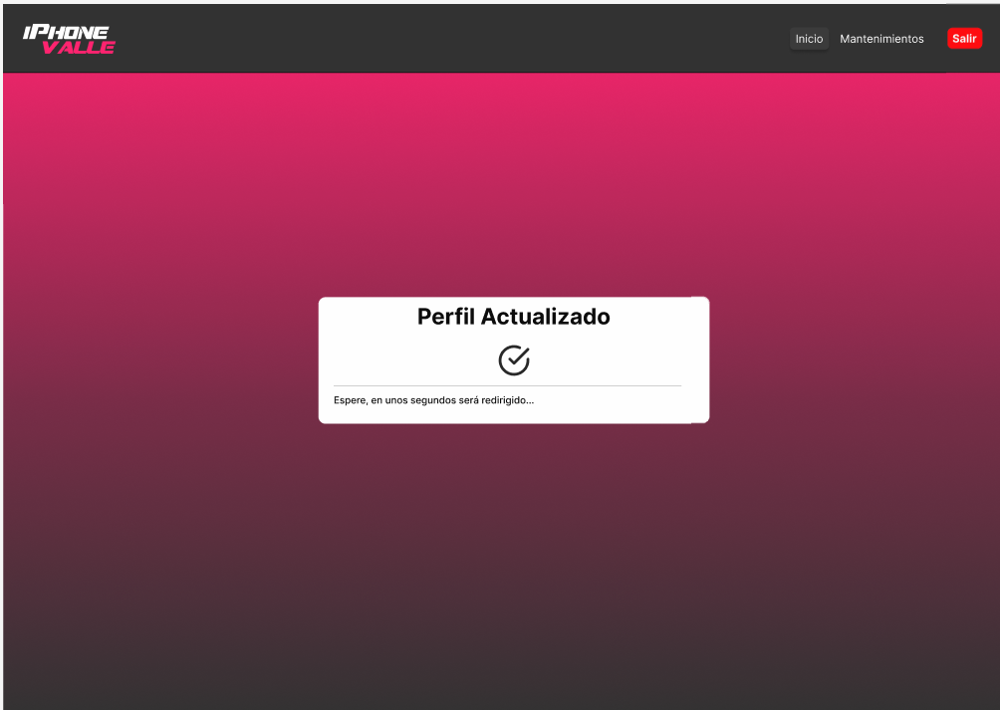 iPHONE
VALLE
Inicio
Mantenimientos
Salir
Perfil Actualizado
Espere, en unos segundos será redirigido...